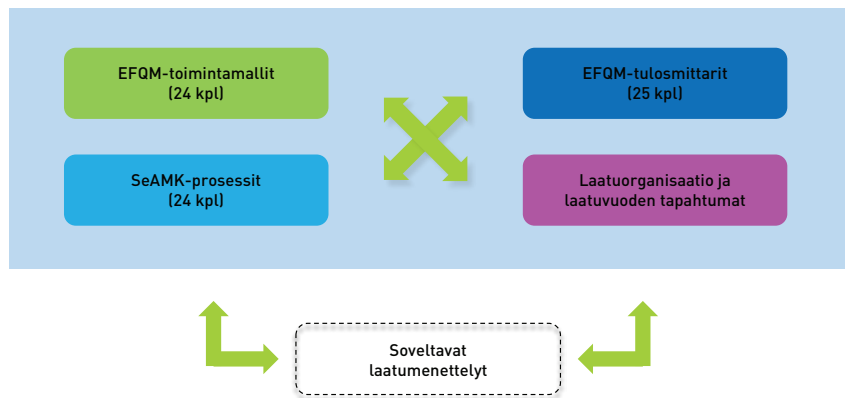 EFQM-toimintamallit
(24 kpl)
EFQM-tulosmittarit
(25 kpl)
SeAMK-prosessit
(24 kpl)
Laatuorganisaatio ja
laatuvuoden tapahtumat
Soveltavat
laatumenettelyt